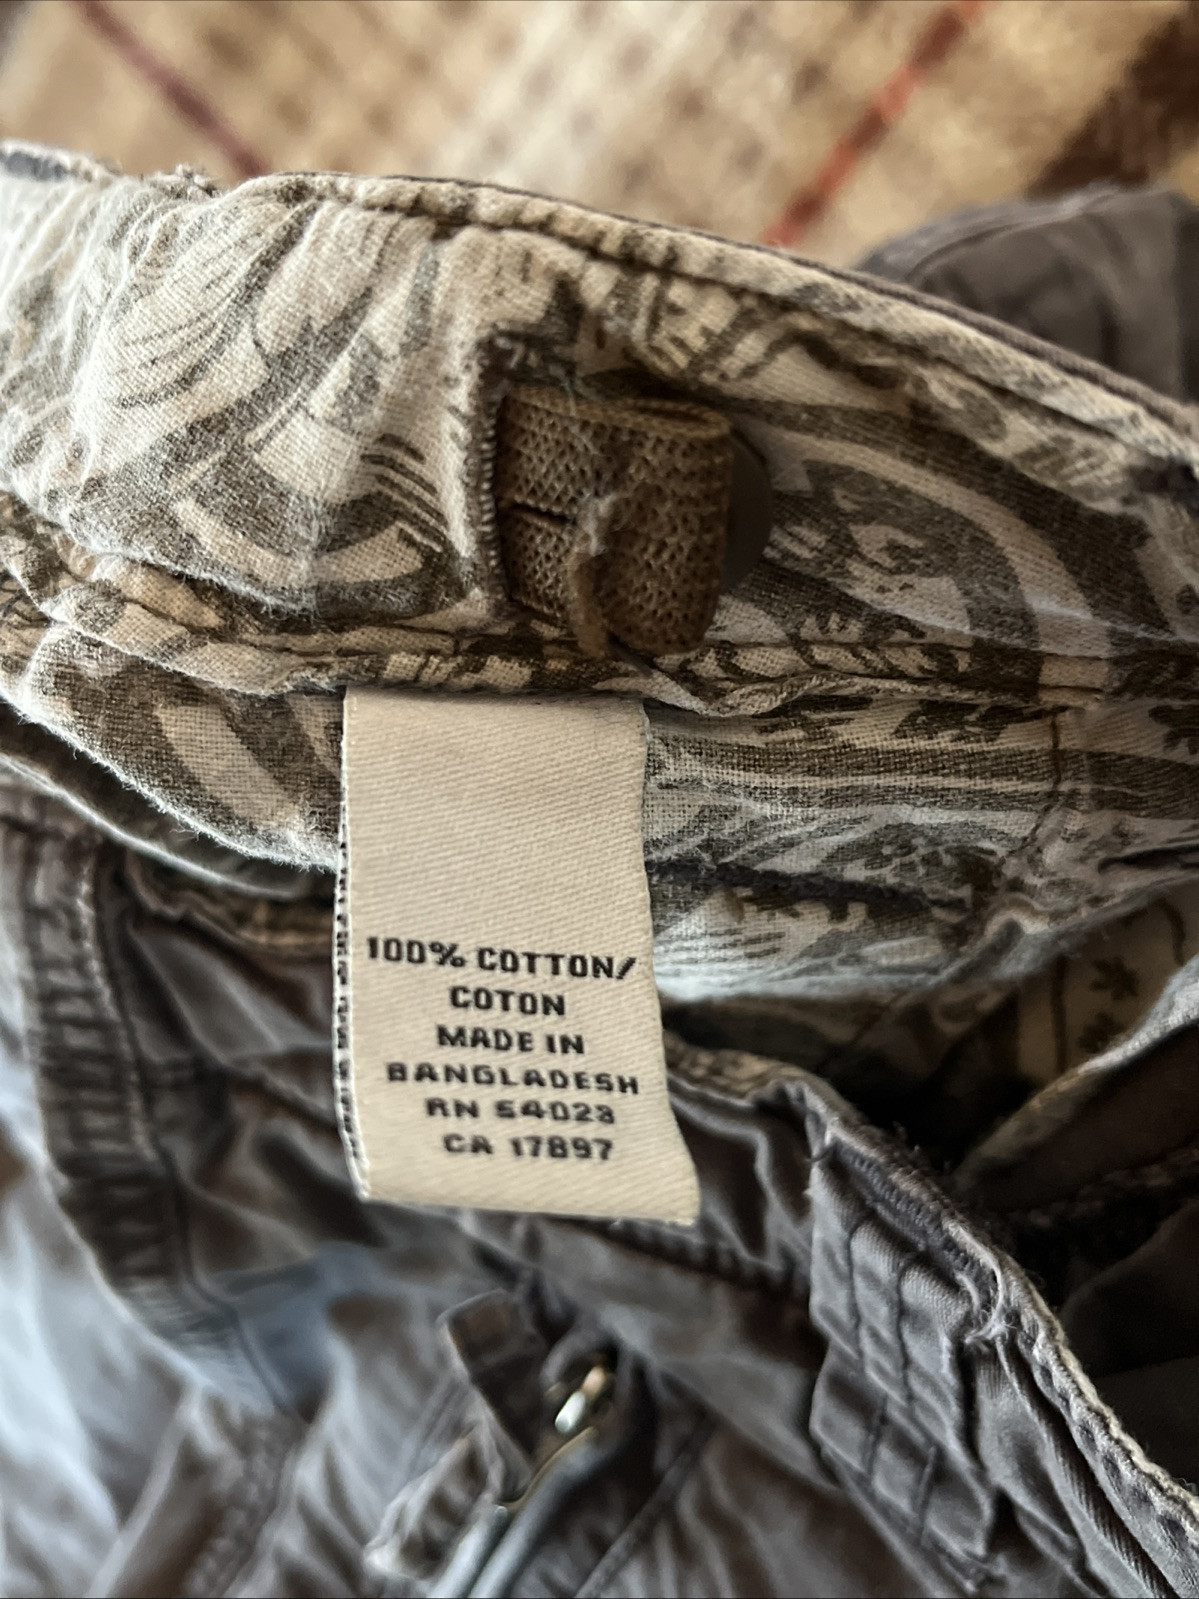 100% COTTON/
COTON
MADE IN
BANGLADESH
RN 54023
CA 17897